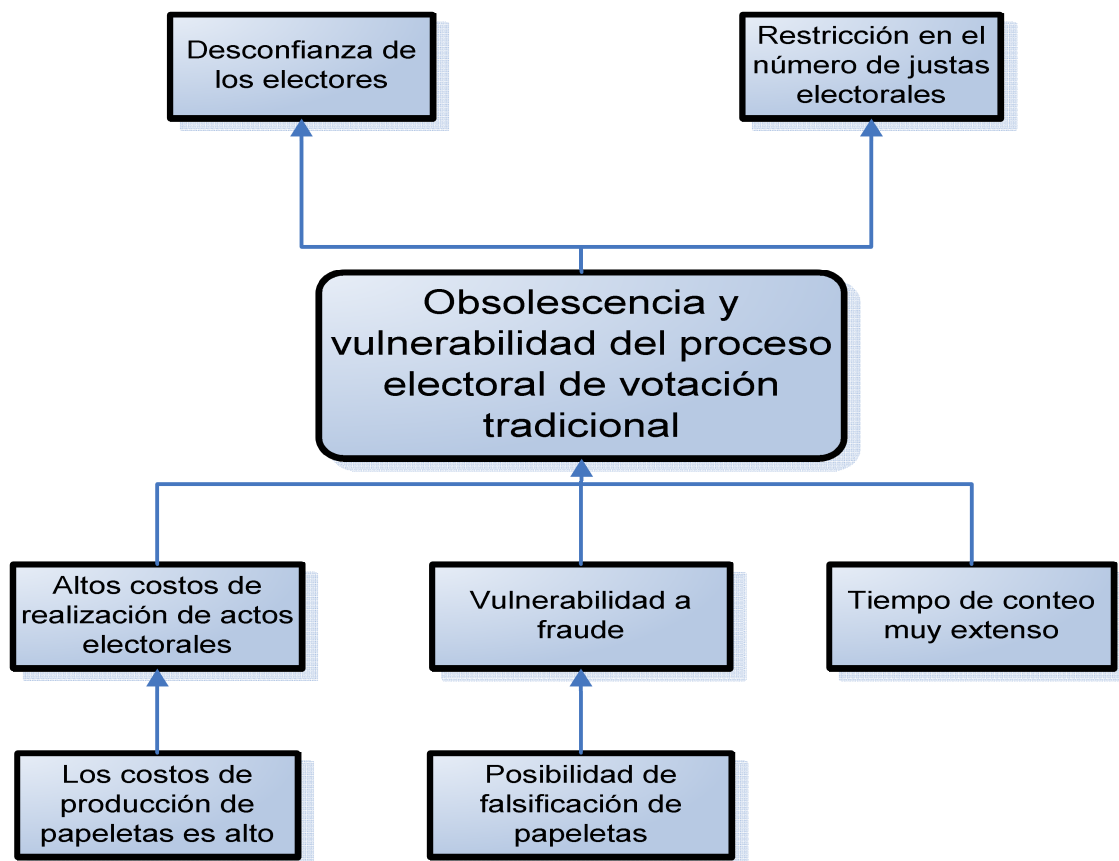 Desconfianza de
los electores
Restricción en el
número de justas
electorales
Obsolescencia y
vulnerabilidad del proceso
electoral de votación
tradicional
Altos costos de
realización de actos
electorales
Vulnerabilidad a
fraude
Tiempo de conteo
muy extenso
Los costos de
producción de
papeletas es alto
Posibilidad de
falsificación de
papeletas